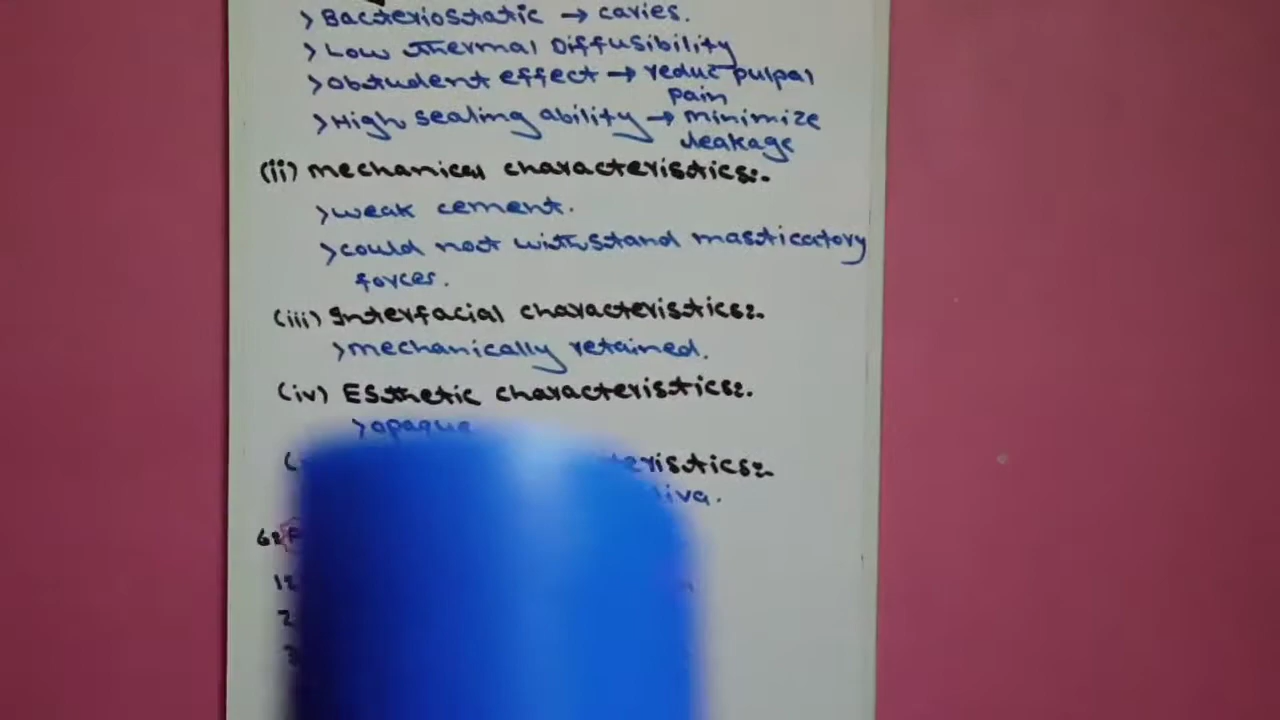 > Bacteriostatic → caries.
> Low thermal Diffusibility
> obtudent effect → reduc pulpal
pain
> High sealing ability → minimize
leakage
(ii) mechanical characteristics:.
> weak cement.
> could not withstand masticatory
forces.
(iii) Interfacial characteristics:.
> mechanically retained.
(iv) Esthetic characteristics:.
> opaque